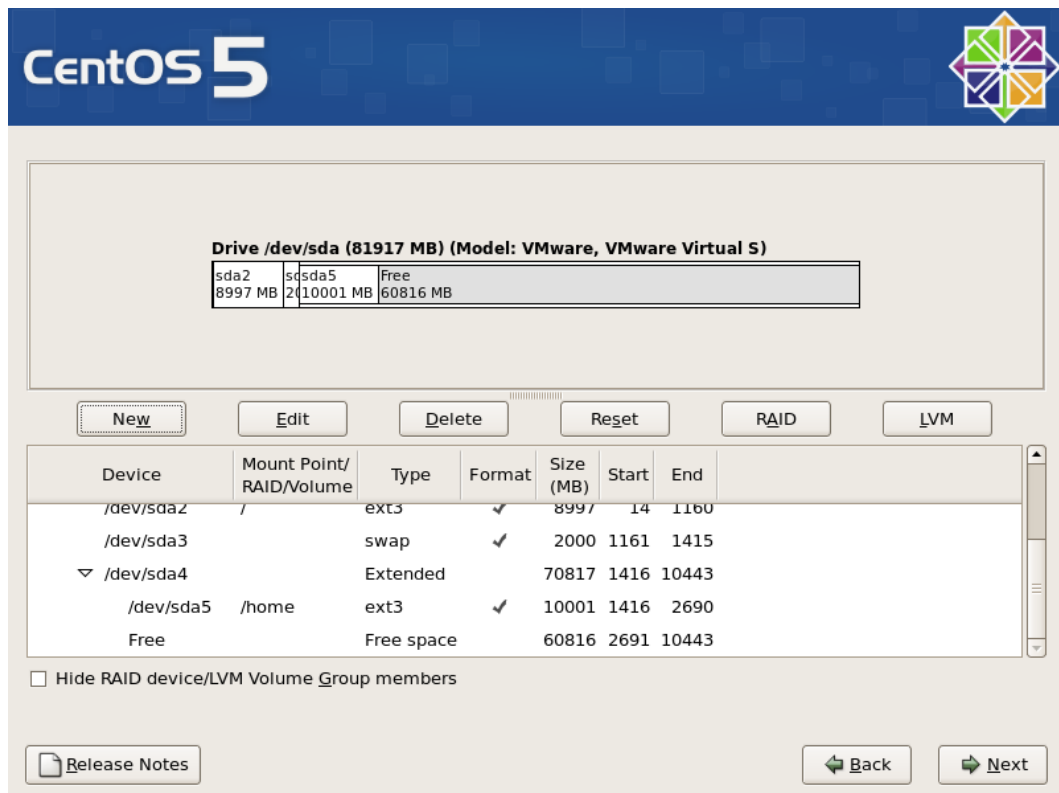 CentOS 5
Drive /dev/sda (81917 MB) (Model: VMware, VMware Virtual S)
sda2 sda5 Free
8997 MB 10001 MB 60816 MB
New Edit Delete Reset RAID LVM
Device Mount Point/ RAID/Volume Type Format Size (MB) Start End
/dev/sda2 / ext3 8997 14 1160
/dev/sda3 swap 2000 1161 1415
/dev/sda4 Extended 70817 1416 10443
/dev/sda5 /home ext3 10001 1416 2690
Free Free space 60816 2691 10443
Hide RAID device/LVM Volume Group members
Release Notes Back Next